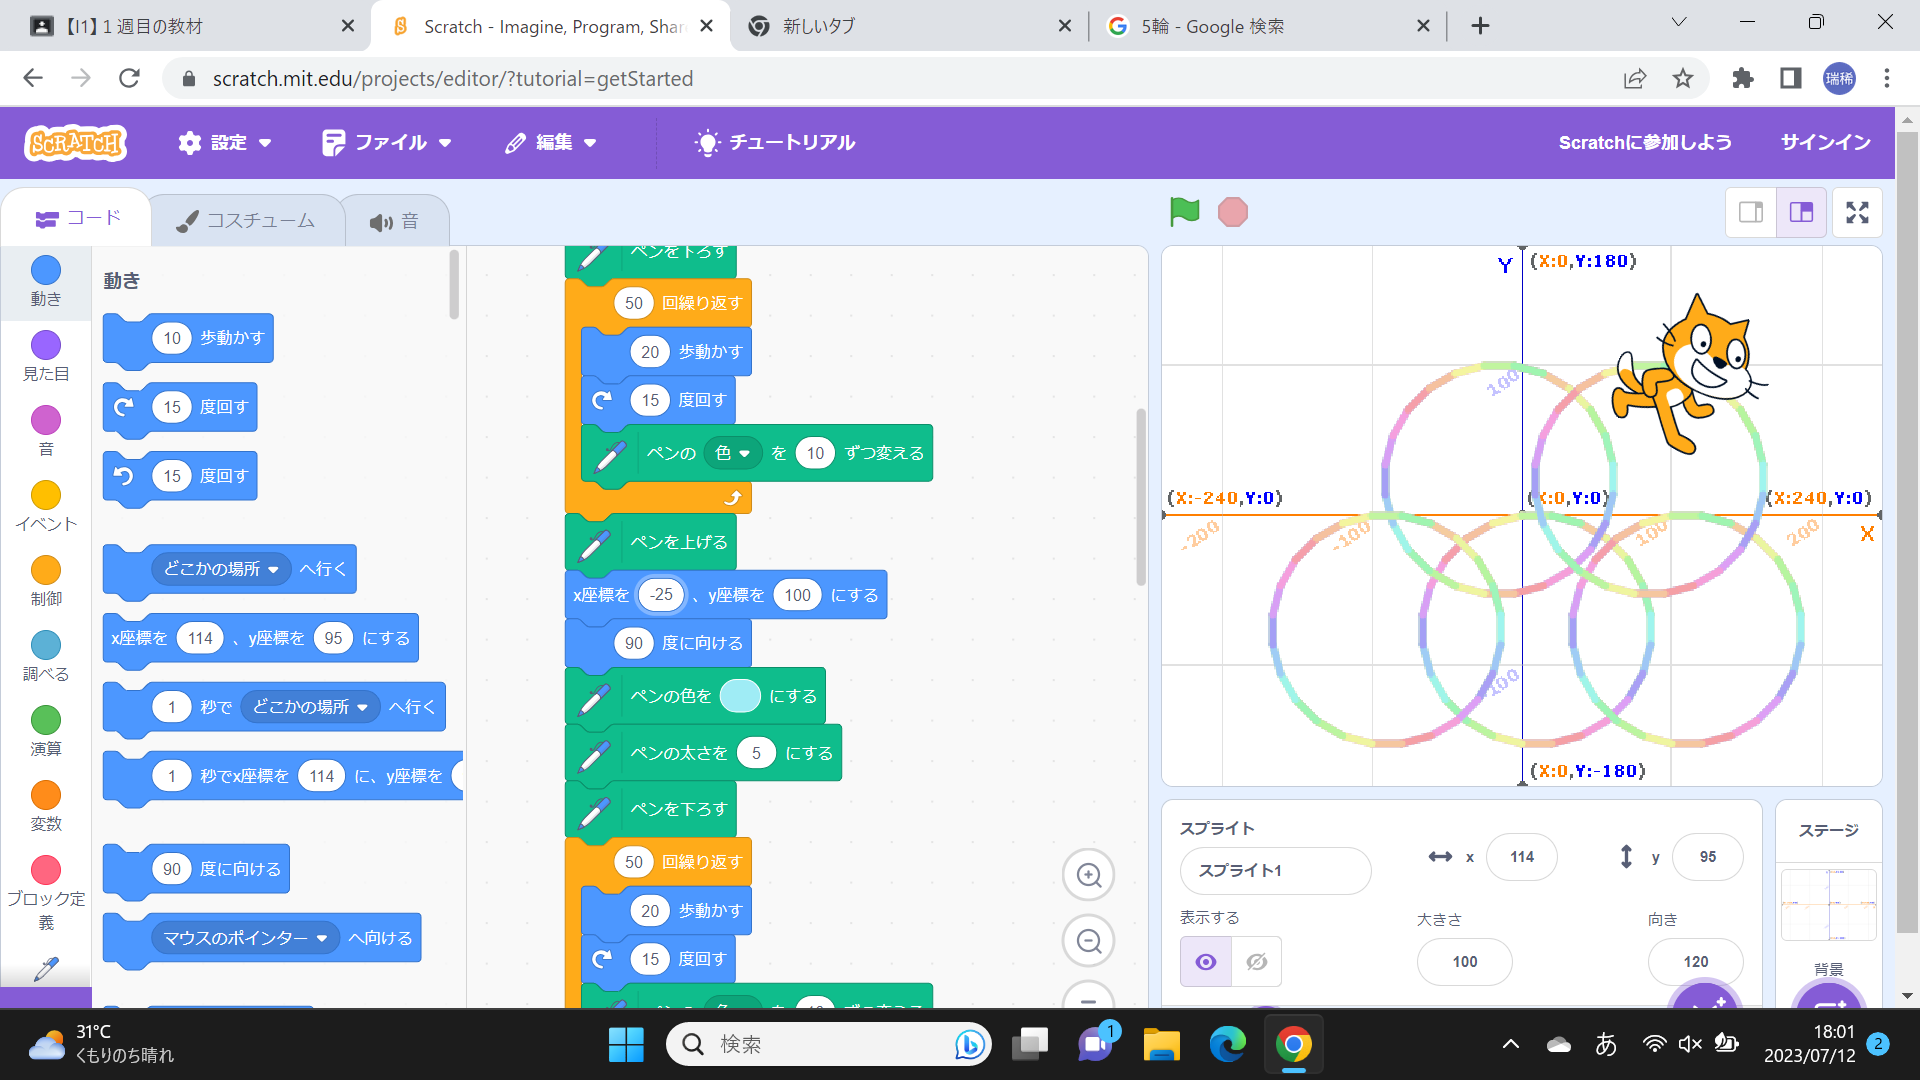 【I1】1 週目の教材
Scratch - Imagine, Program, Shar
新しいタブ
5輪 - Google 検索
scratch.mit.edu/projects/editor/?tutorial=getStarted
瑞稀
SCRATCH
設定
ファイル
編集
チュートリアル
Scratchに参加しよう
サインイン
コード
コスチューム
音
動き
見た目
音
イベント
制御
調べる
演算
変数
ブロック定
義
動き
10 歩動かす
15 度回す
15 度回す
どこかの場所 へ行く
x座標を 114 、y座標を 95 にする
1 秒で どこかの場所 へ行く
1 秒でx座標を 114 に、y座標を
90 度に向ける
マウスのポインター へ向ける
ペンを下ろす
50 回繰り返す
20 歩動かす
15 度回す
ペンの 色 を 10 ずつ変える
ペンを上げる
x座標を -25 、y座標を 100 にする
90 度に向ける
ペンの色を にする
ペンの太さを 5 にする
ペンを下ろす
50 回繰り返す
20 歩動かす
15 度回す
ペンの 色 を 10 ずつ変える
Y (X:0,Y:180)
100
(X:-240,Y:0) (X:0,Y:0) (X:240,Y:0)
-200 -100 100 200 X
-100
(X:0,Y:-180)
スプライト
スプライト1
x 114
y 95
表示する
大きさ
100
向き
120
ステージ
背景
31°C
くもりのち晴れ
検索
1
あ
18:01
2023/07/12
2